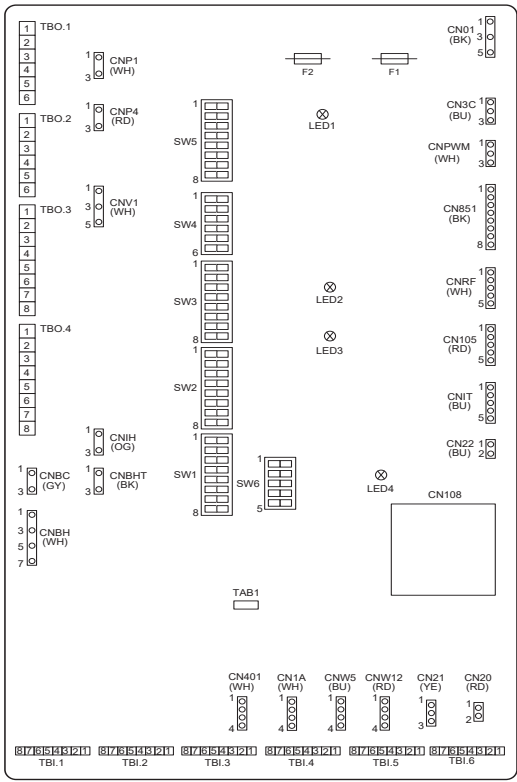 TBO.1
1
2
3
4
5
6
CNP1
(WH)
1
3
F2
F1
CN01
(BK)
1
3
5
CNP4
(RD)
1
3
LED1
CN3C
(BU)
1
3
TBO.2
1
2
3
4
5
6
SW5
1
8
CNPWM
(WH)
1
3
CNV1
(WH)
1
3
5
TBO.3
1
2
3
4
5
6
7
8
SW4
1
6
CN851
(BK)
1
8
SW3
1
8
LED2
CNRF
(WH)
1
5
TBO.4
1
2
3
4
5
6
7
8
LED3
CN105
(RD)
1
5
SW2
1
8
CNIT
(BU)
1
5
CNIH
(OG)
1
3
CN22
(BU)
1
2
CNBC
(GY)
1
3
CNBHT
(BK)
1
3
SW1
1
8
SW6
1
5
LED4
CN108
CNBH
(WH)
1
3
5
7
TAB1
CN401
(WH)
1
4
CN1A
(WH)
1
4
CNW5
(BU)
1
4
CNW12
(RD)
1
4
CN21
(YE)
1
3
CN20
(RD)
1
2
8 7 6 5 4 3 2 1
TBI.1
8 7 6 5 4 3 2 1
TBI.2
8 7 6 5 4 3 2 1
TBI.3
8 7 6 5 4 3 2 1
TBI.4
8 7 6 5 4 3 2 1
TBI.5
8 7 6 5 4 3 2 1
TBI.6